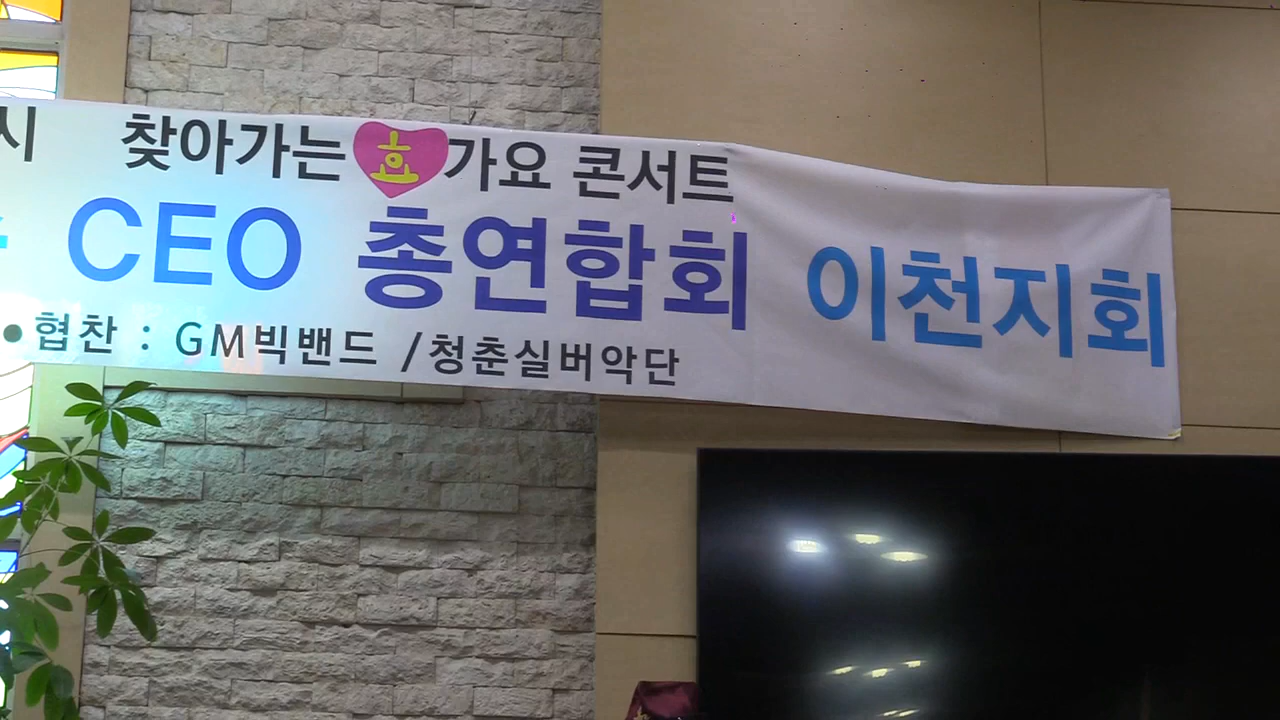 시 찾아가는 효 가요 콘서트
CEO 총연합회 이천지회
•협찬 : GM빅밴드 /청춘실버악단